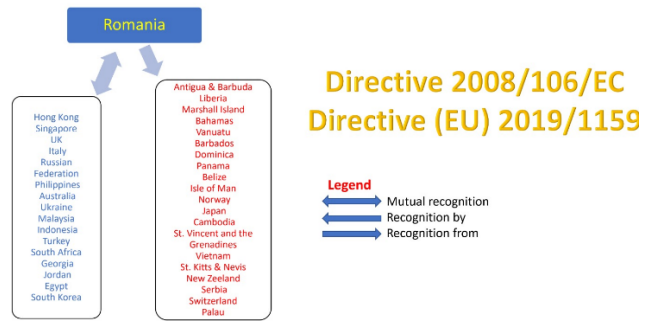 Romania
Hong Kong
Singapore
UK
Italy
Russian
Federation
Philippines
Australia
Ukraine
Malaysia
Indonesia
Turkey
South Africa
Georgia
Jordan
Egypt
South Korea
Antigua & Barbuda
Liberia
Marshall Island
Bahamas
Vanuatu
Barbados
Dominica
Panama
Belize
Isle of Man
Norway
Japan
Cambodia
St. Vincent and the
Grenadines
Vietnam
St. Kitts & Nevis
New Zeeland
Serbia
Switzerland
Palau
Directive 2008/106/EC
Directive (EU) 2019/1159
Legend
Mutual recognition
Recognition by
Recognition from